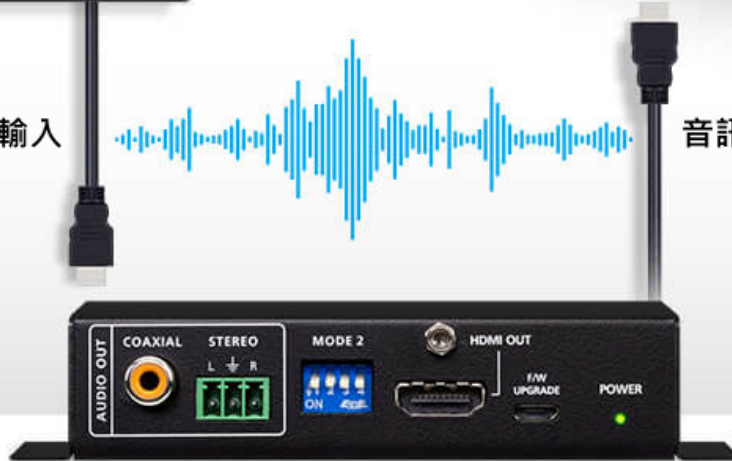 輸入
音訊
AUDIO OUT
COAXIAL
STEREO
L
R
MODE 2
ON
HDMI OUT
F/W
UPGRADE
POWER